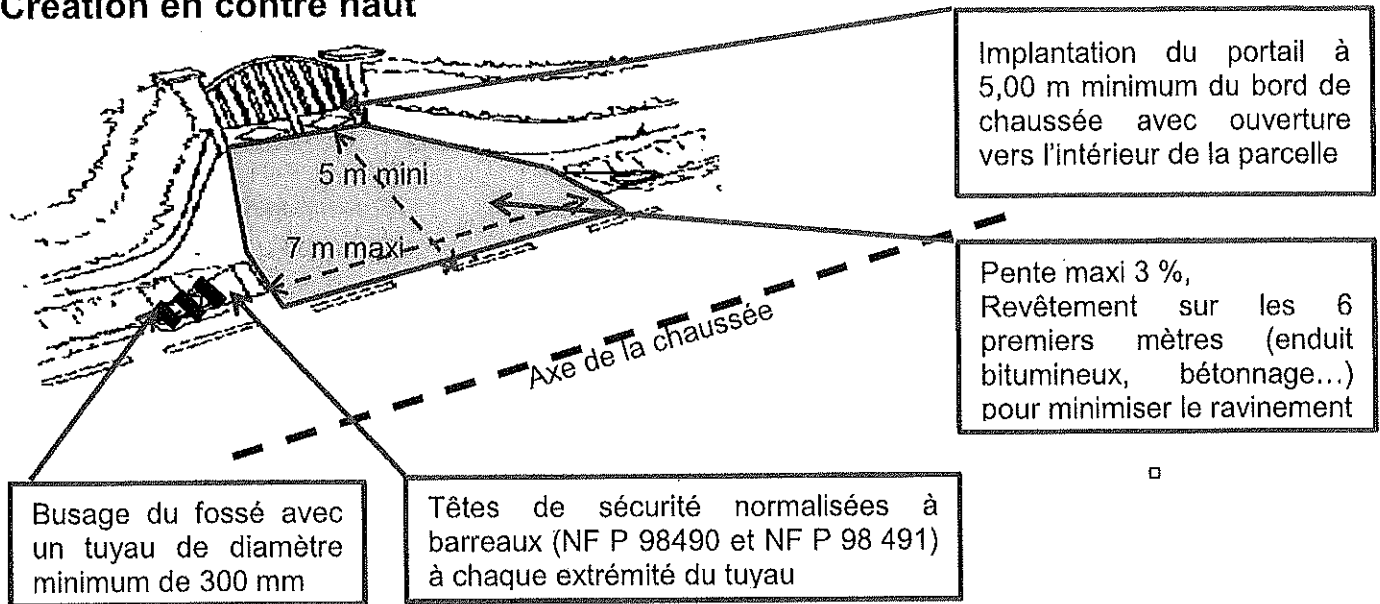 Création en contre haut
Implantation du portail à
5,00 m minimum du bord de
chaussée avec ouverture
vers l'intérieur de la parcelle
5 m mini
7 m maxi
Axe de la chaussée
Pente maxi 3 %,
Revêtement sur les 6
premiers mètres (enduit
bitumineux, bétonnage...)
pour minimiser le ravinement
Busage du fossé avec
un tuyau de diamètre
minimum de 300 mm
Têtes de sécurité normalisées à
barreaux (NF P 98490 et NF P 98 491)
à chaque extrémité du tuyau